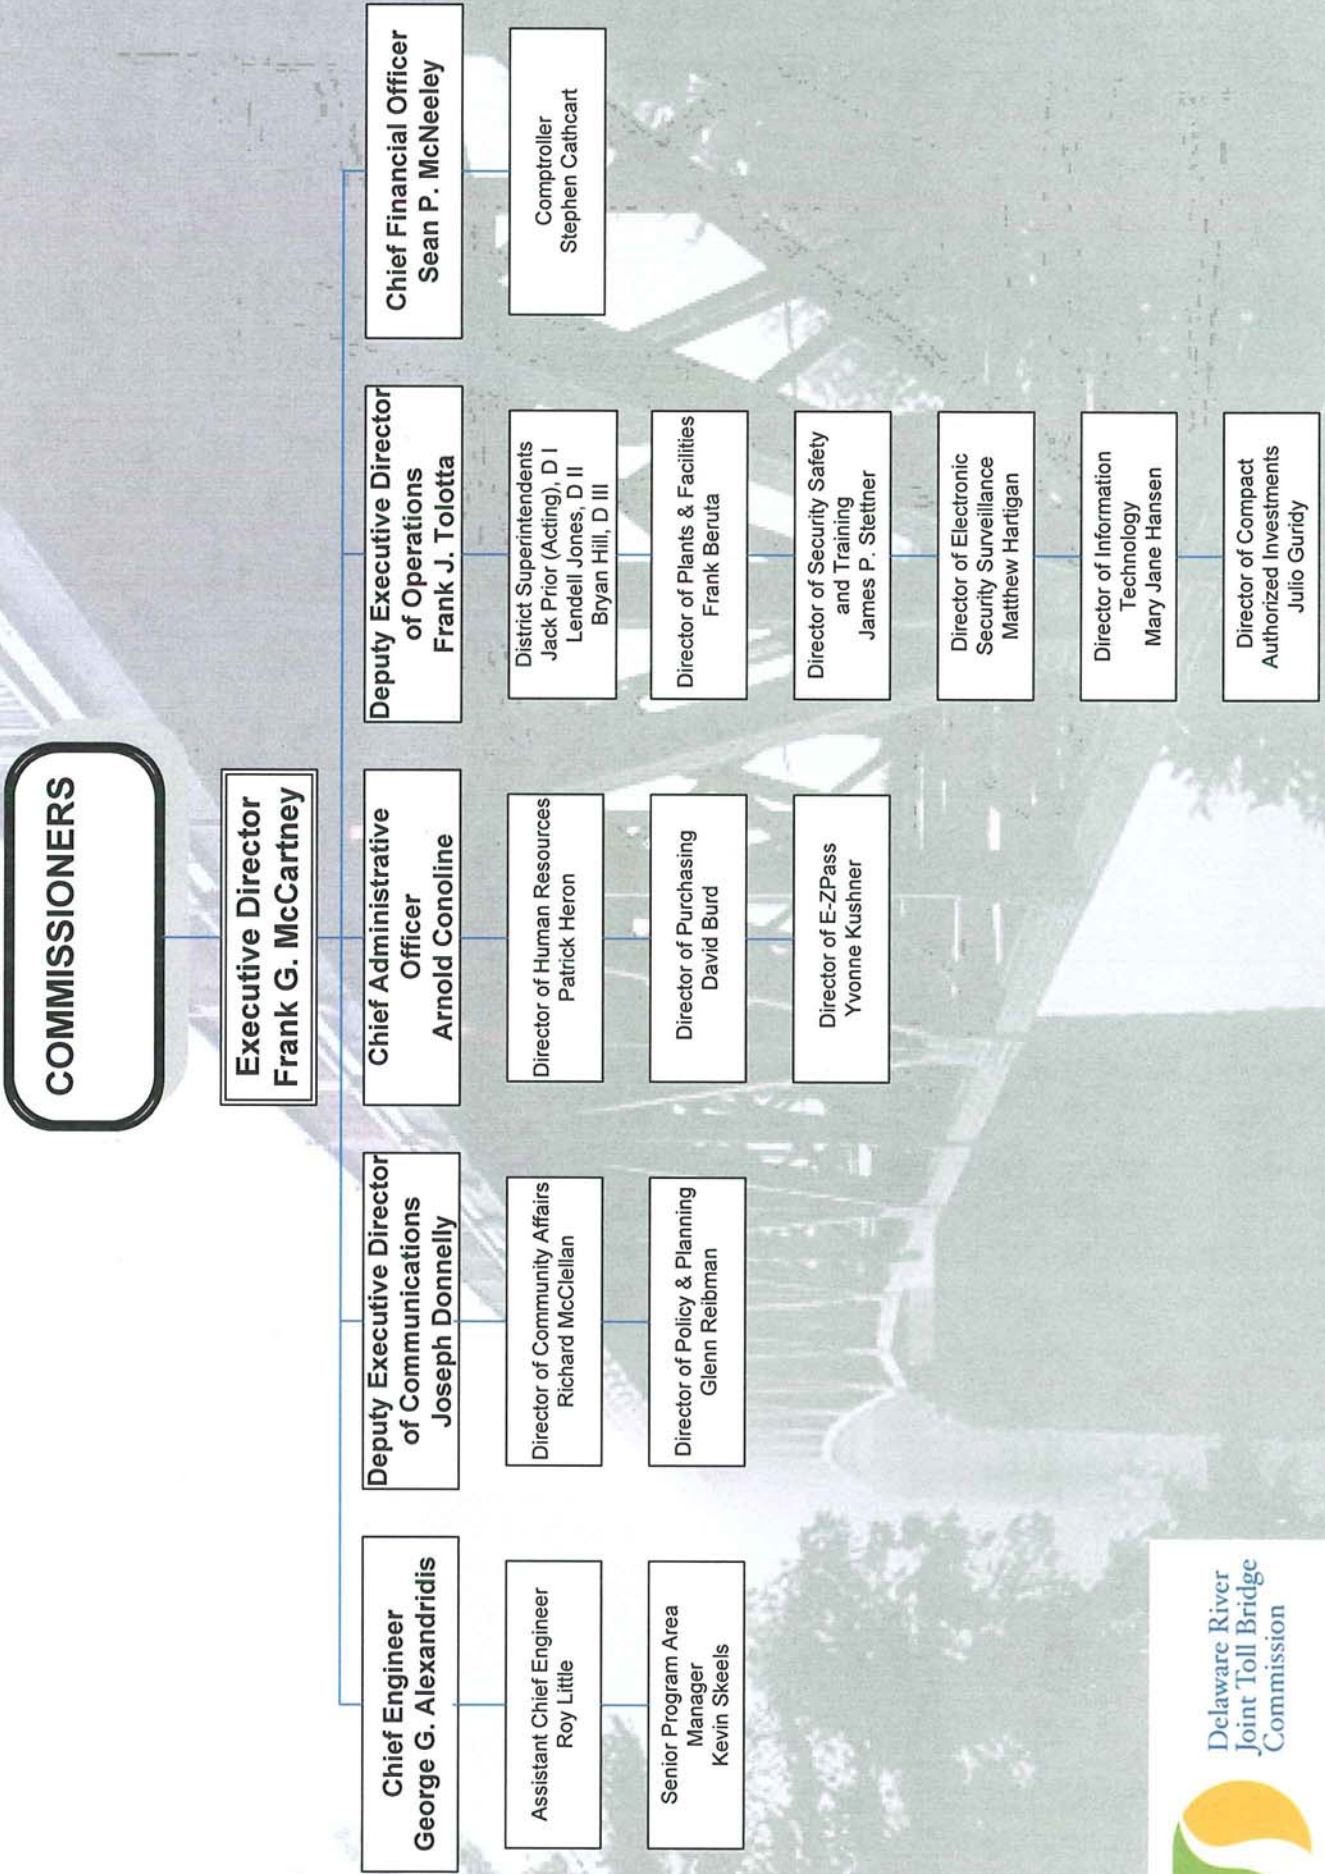 COMMISSIONERS
Executive Director
Frank G. McCartney
Chief Engineer
George G. Alexandridis
Assistant Chief Engineer
Roy Little
Senior Program Area
Manager
Kevin Skeels
Deputy Executive Director
of Communications
Joseph Donnelly
Director of Community Affairs
Richard McClellan
Director of Policy & Planning
Glenn Reibman
Chief Administrative
Officer
Arnold Conoline
Director of Human Resources
Patrick Heron
Director of Purchasing
David Burd
Director of E-ZPass
Yvonne Kushner
Deputy Executive Director
of Operations
Frank J. Tolotta
District Superintendents
Jack Prior (Acting), D I
Lendell Jones, D II
Bryan Hill, D III
Director of Plants & Facilities
Frank Beruta
Director of Security Safety
and Training
James P. Stettner
Director of Electronic
Security Surveillance
Matthew Hartigan
Director of Information
Technology
Mary Jane Hansen
Director of Compact
Authorized Investments
Julio Guridy
Chief Financial Officer
Sean P. McNeeley
Comptroller
Stephen Cathcart
Delaware River
Joint Toll Bridge
Commission